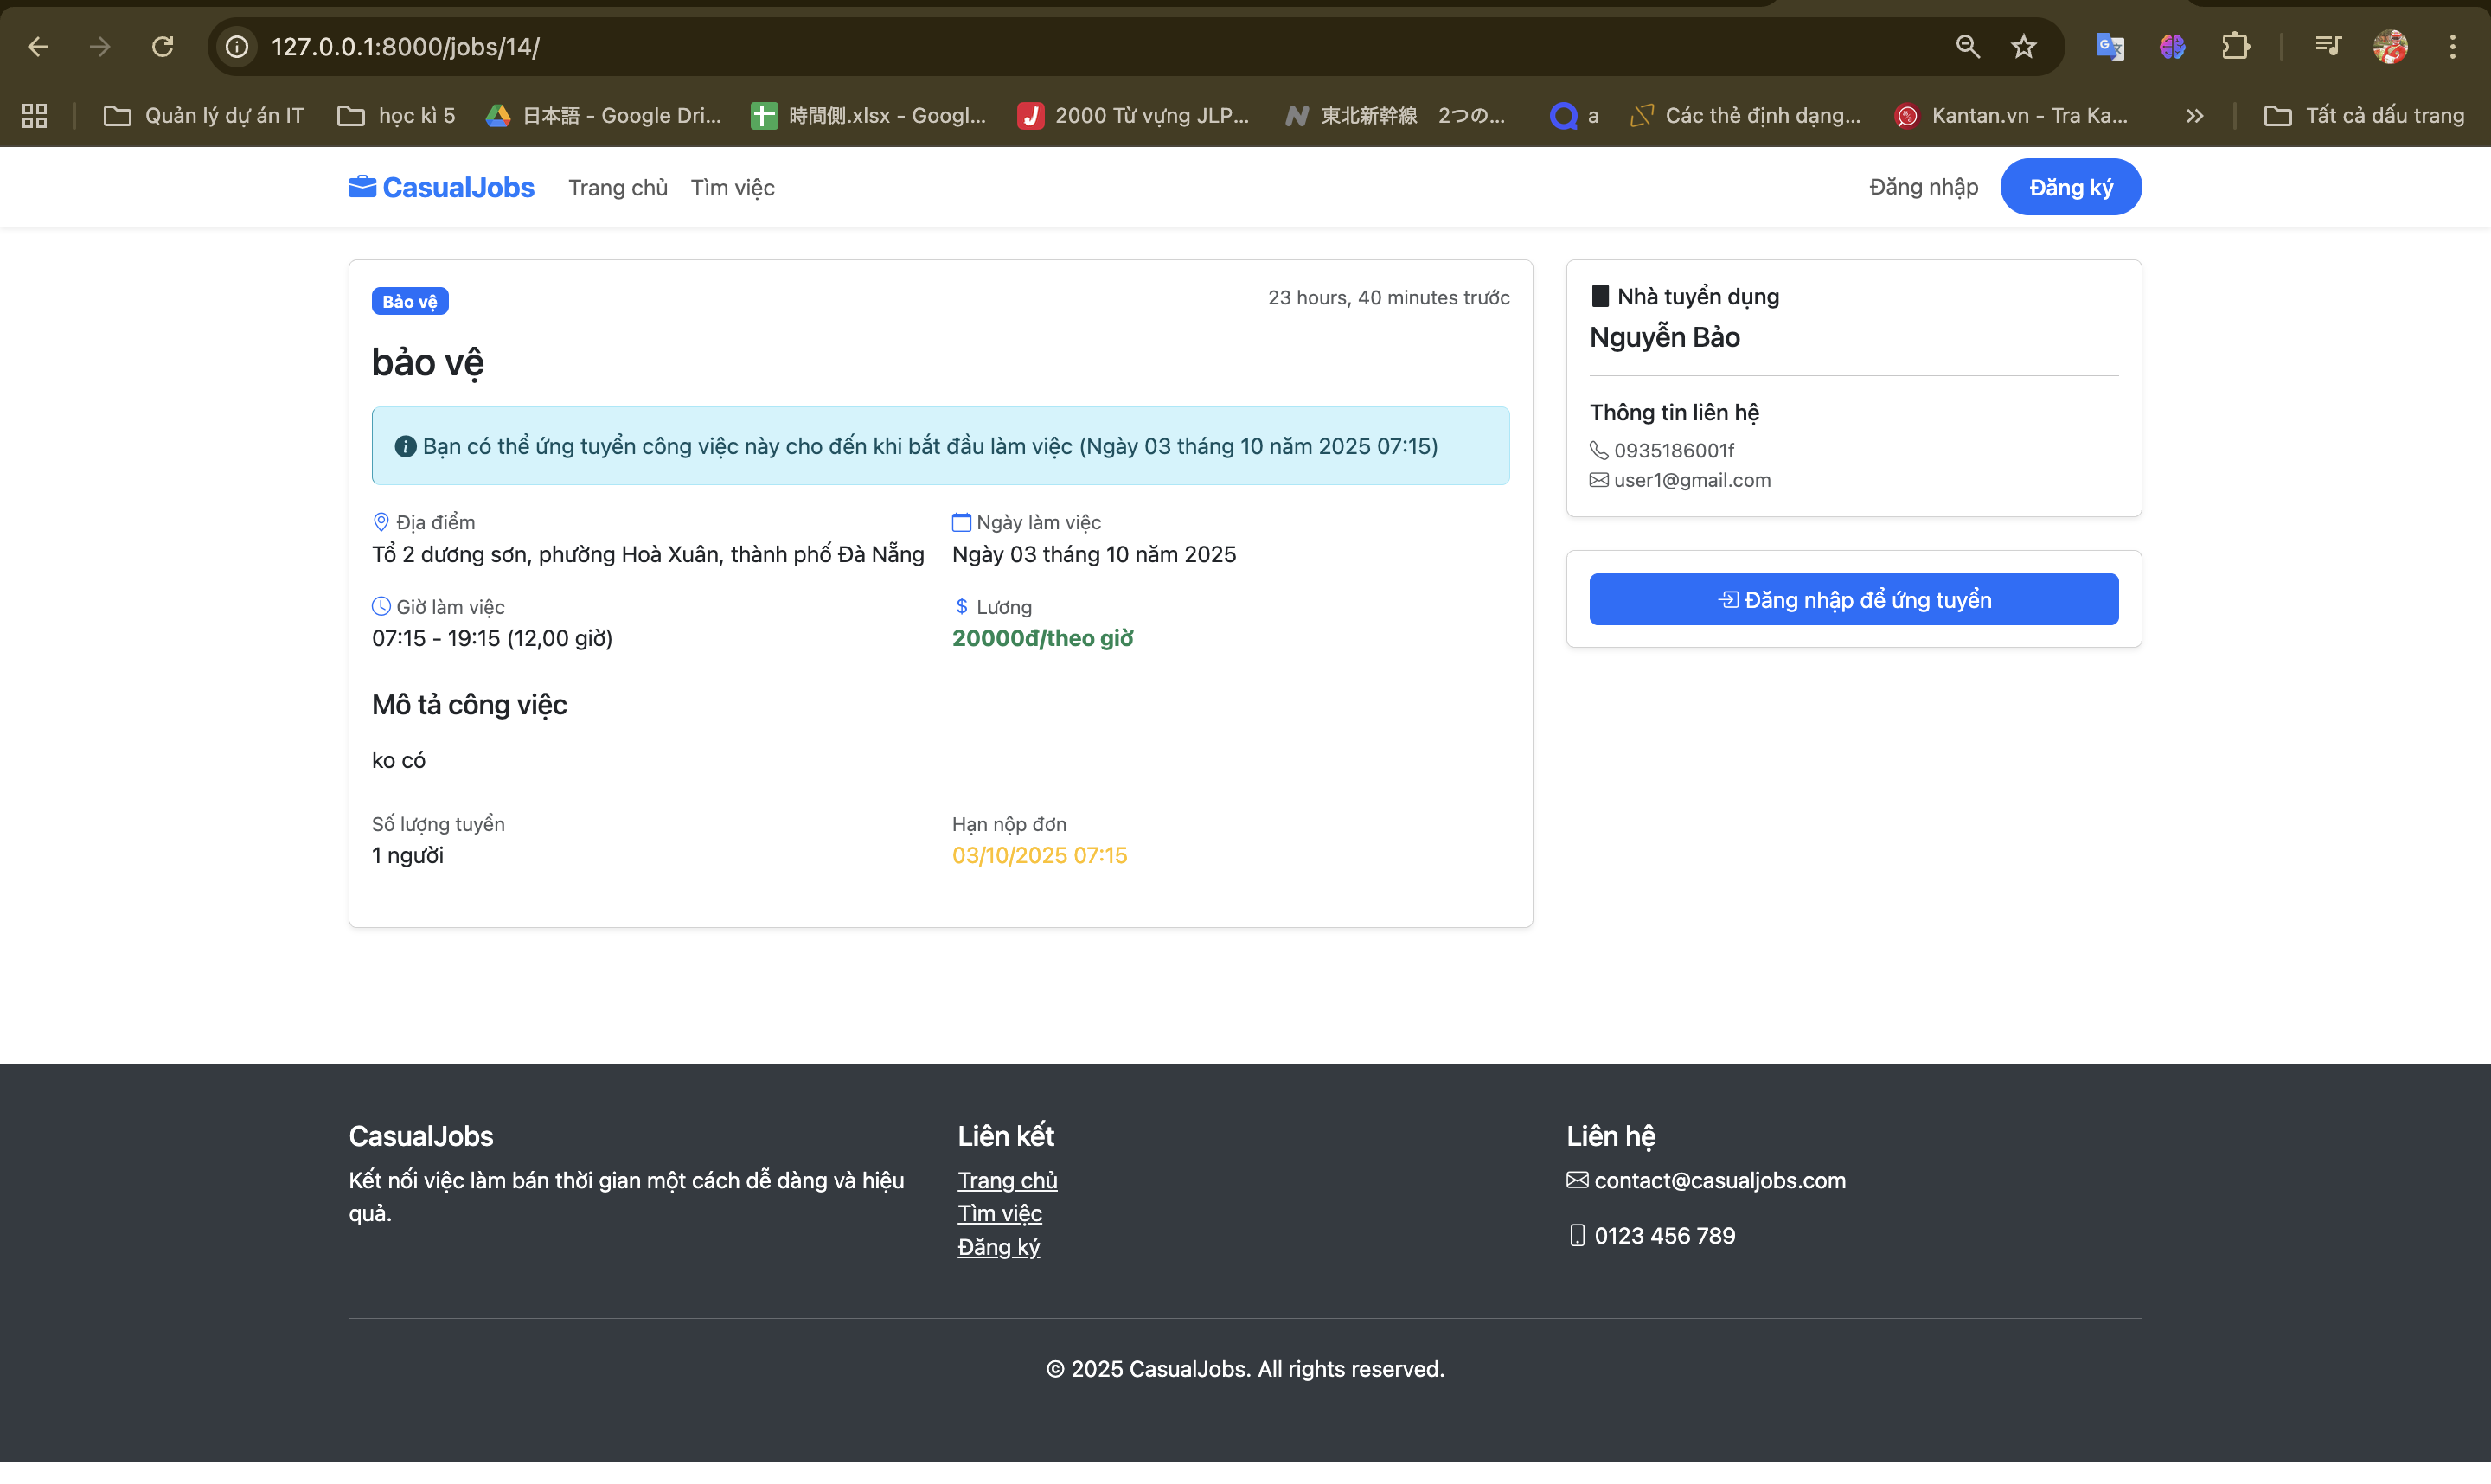 127.0.0.1:8000/jobs/14/
Quản lý dự án IT
học kì 5
日本語 - Google Dri...
時間側.xlsx - Googl...
2000 Từ vựng JLP...
東北新幹線 2つの...
a
Các thẻ định dạng...
Kantan.vn - Tra Ka...
Tất cả dấu trang
CasualJobs
Trang chủ
Tìm việc
Đăng nhập
Đăng ký
Bảo vệ
23 hours, 40 minutes trước
bảo vệ
Bạn có thể ứng tuyển công việc này cho đến khi bắt đầu làm việc (Ngày 03 tháng 10 năm 2025 07:15)
Địa điểm
Tổ 2 dương sơn, phường Hoà Xuân, thành phố Đà Nẵng
Ngày làm việc
Ngày 03 tháng 10 năm 2025
Giờ làm việc
07:15 - 19:15 (12,00 giờ)
$ Lương
20000đ/theo giờ
Mô tả công việc
ko có
Số lượng tuyển
1 người
Hạn nộp đơn
03/10/2025 07:15
Nhà tuyển dụng
Nguyễn Bảo
Thông tin liên hệ
0935186001f
user1@gmail.com
Đăng nhập để ứng tuyển
CasualJobs
Kết nối việc làm bán thời gian một cách dễ dàng và hiệu
quả.
Liên kết
Trang chủ
Tìm việc
Đăng ký
Liên hệ
contact@casualjobs.com
0123 456 789
© 2025 CasualJobs. All rights reserved.